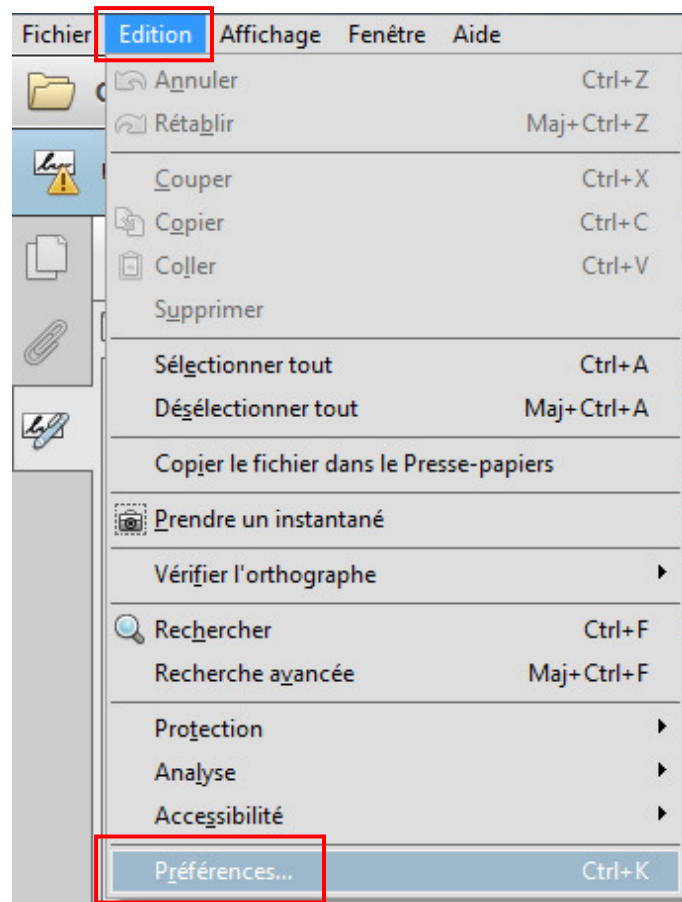 Fichier Edition Affichage Fenêtre Aide
Annuler Ctrl+Z
Rétablir Maj+Ctrl+Z
Couper Ctrl+X
Copier Ctrl+C
Coller Ctrl+V
Supprimer
Sélectionner tout Ctrl+A
Désélectionner tout Maj+Ctrl+A
Copier le fichier dans le Presse-papiers
Prendre un instantané
Vérifier l'orthographe
Rechercher Ctrl+F
Recherche avancée Maj+Ctrl+F
Protection
Analyse
Accessibilité
Préférences... Ctrl+K